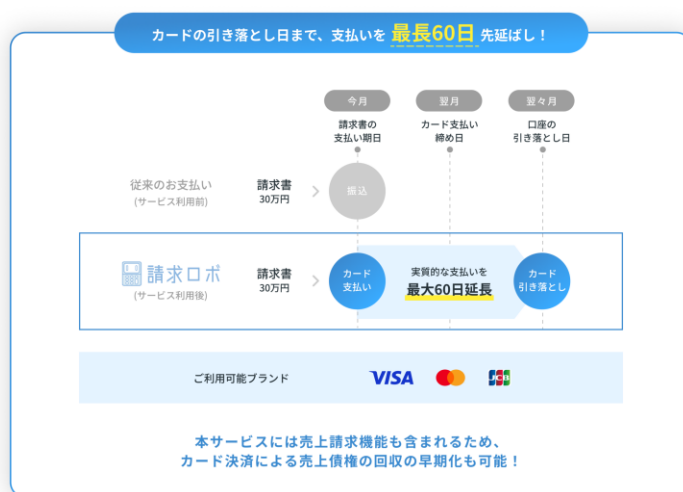 カードの引き落とし日まで、支払いを 最長60日 先延ばし！
今月
翌月
翌々月
請求書の
支払い期日
カード支払い
締め日
口座の
引き落とし日
従来のお支払い
(サービス利用前)
請求書
30万円
振込
請求ロボ
(サービス利用後)
請求書
30万円
カード
支払い
実質的な支払いを
最大60日延長
カード
引き落とし
ご利用可能ブランド
VISA
JCB
本サービスには売上請求機能も含まれるため、
カード決済による売上債権の回収の早期化も可能！